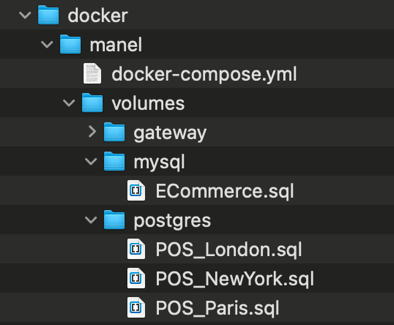 docker
manel
docker-compose.yml
volumes
gateway
mysql
ECommerce.sql
postgres
POS_London.sql
POS_NewYork.sql
POS_Paris.sql